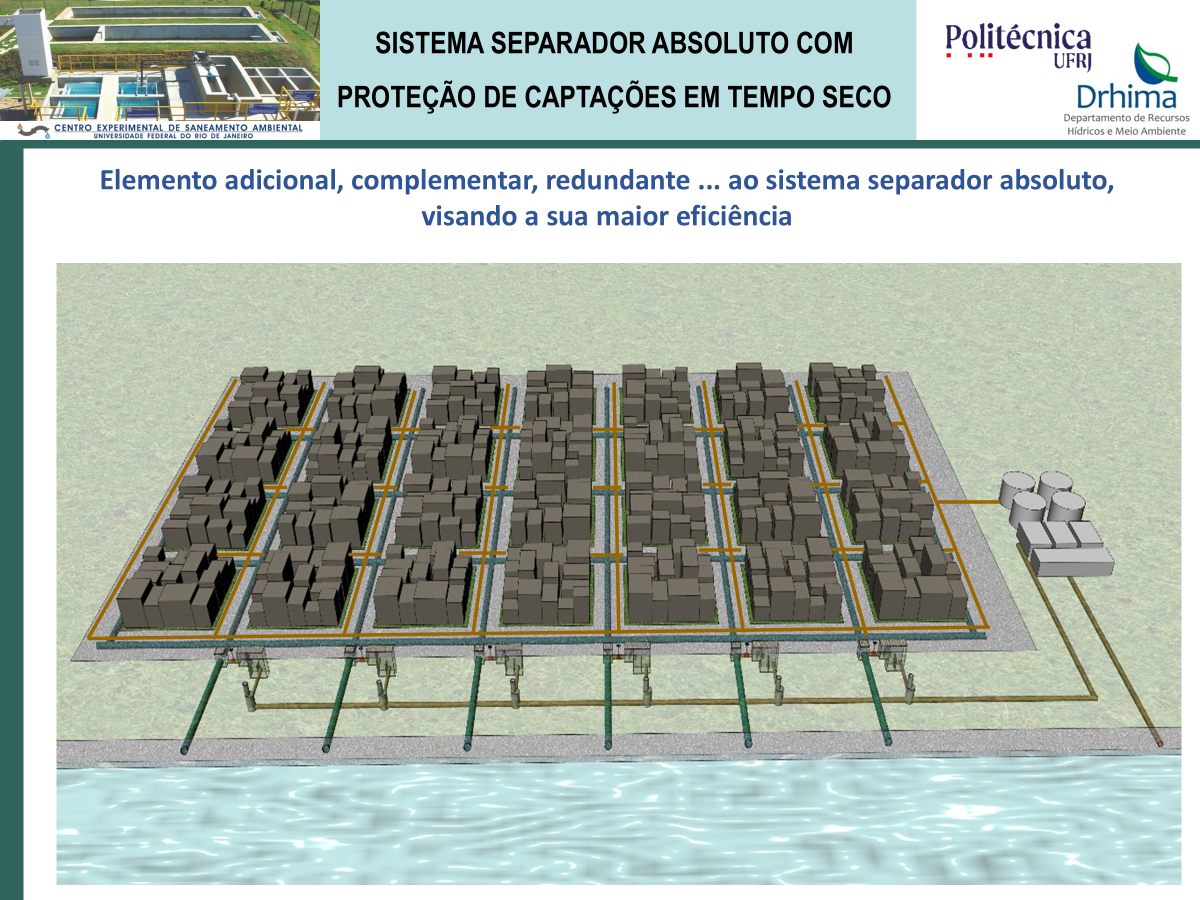 SISTEMA SEPARADOR ABSOLUTO COM
PROTEÇÃO DE CAPTAÇÕES EM TEMPO SECO
CENTRO EXPERIMENTAL DE SANEAMENTO AMBIENTAL
UNIVERSIDADE FEDERAL DO RIO DE JANEIRO
Politécnica
UFRJ
Drhima
Departamento de Recursos
Hídricos e Meio Ambiente
Elemento adicional, complementar, redundante ... ao sistema separador absoluto,
visando a sua maior eficiência